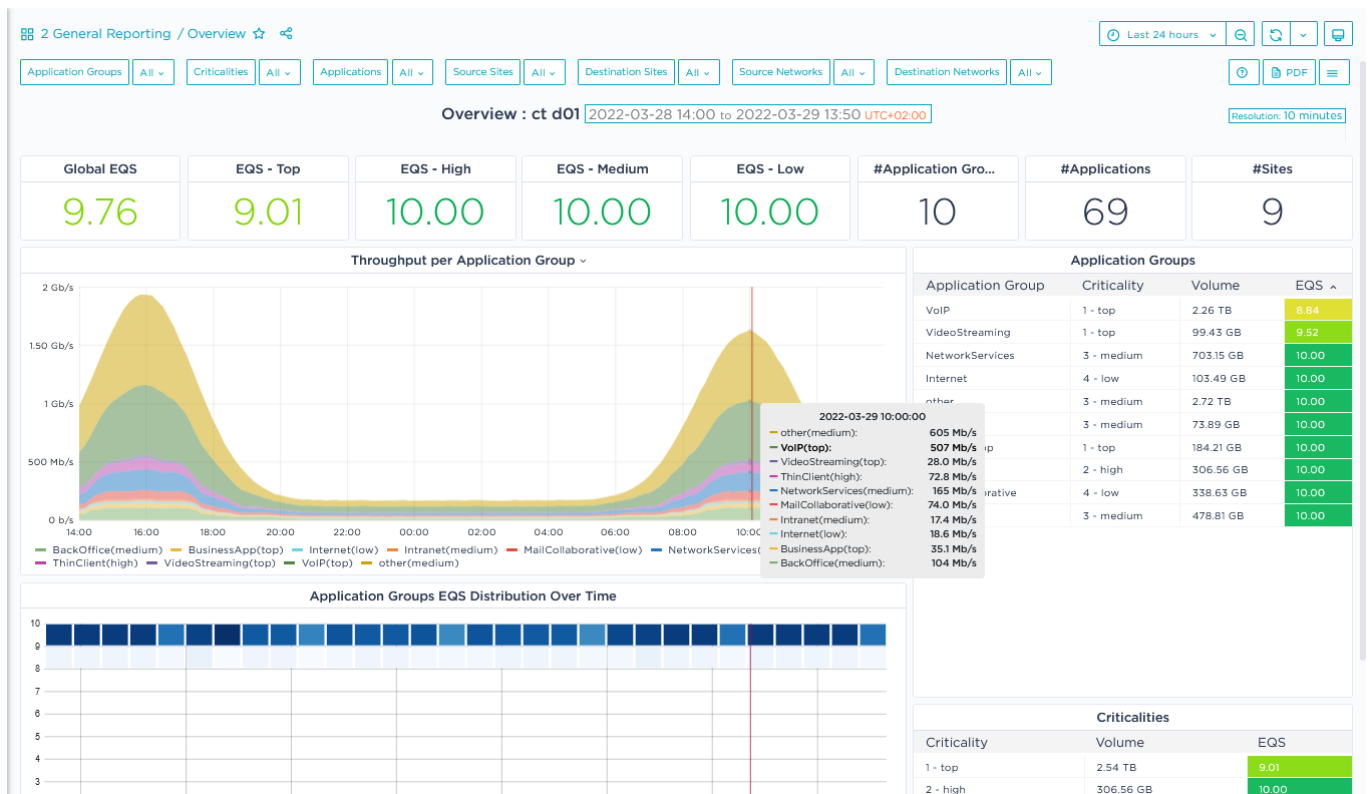 2 General Reporting / Overview
Last 24 hours
Application Groups All Criticalities All Applications All Source Sites All Destination Sites All Source Networks All Destination Networks All PDF
Overview : ct d01 2022-03-28 14:00 to 2022-03-29 13:50 UTC+02:00
Resolution: 10 minutes
Global EQS EQS - Top EQS - High EQS - Medium EQS - Low #Application Gro... #Applications #Sites
9.76 9.01 10.00 10.00 10.00 10 69 9
Throughput per Application Group
2 Gb/s
1.50 Gb/s
1 Gb/s
500 Mb/s
0 b/s
14:00 16:00 18:00 20:00 22:00 00:00 02:00 04:00 06:00 08:00 10:00
BackOffice(medium) BusinessApp(top) Internet(low) Intranet(medium) MailCollaborative(low) NetworkServices(
ThinClient(high) VideoStreaming(top) VoIP(top) other(medium)
2022-03-29 10:00:00
other(medium): 605 Mb/s
VoIP(top): 507 Mb/s
VideoStreaming(top): 28.0 Mb/s
ThinClient(high): 72.8 Mb/s
NetworkServices(medium): 165 Mb/s
MailCollaborative(low): 74.0 Mb/s
Intranet(medium): 17.4 Mb/s
Internet(low): 18.6 Mb/s
BusinessApp(top): 35.1 Mb/s
BackOffice(medium): 104 Mb/s
Application Groups
Application Group Criticality Volume EQS
VoIP 1 - top 2.26 TB 8.84
VideoStreaming 1 - top 99.43 GB 9.52
NetworkServices 3 - medium 703.15 GB 10.00
Internet 4 - low 103.49 GB 10.00
other 3 - medium 2.72 TB 10.00
3 - medium 73.89 GB 10.00
p 1 - top 184.21 GB 10.00
2 - high 306.56 GB 10.00
orative 4 - low 338.63 GB 10.00
3 - medium 478.81 GB 10.00
Application Groups EQS Distribution Over Time
10
9
8
7
6
5
4
3
Criticalities
Criticality Volume EQS
1 - top 2.54 TB 9.01
2 - high 306.56 GB 10.00